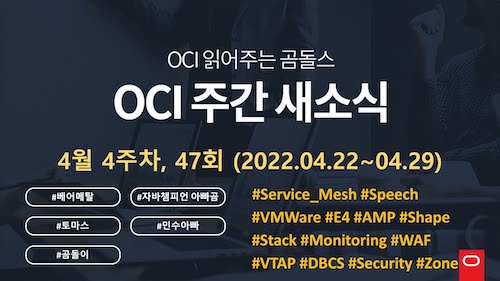 OCI 읽어주는 곰돌스
OCI 주간 새소식
4월 4주차, 47회 (2022.04.22~04.29)
#베어메탈 #자바챔피언 아빠곰
#토마스 #민수아빠
#곰돌이
#Service_Mesh #Speech
#VMWare #E4 #AMP #Shape
#Stack #Monitoring #WAF
#VTAP #DBCS #Security #Zone